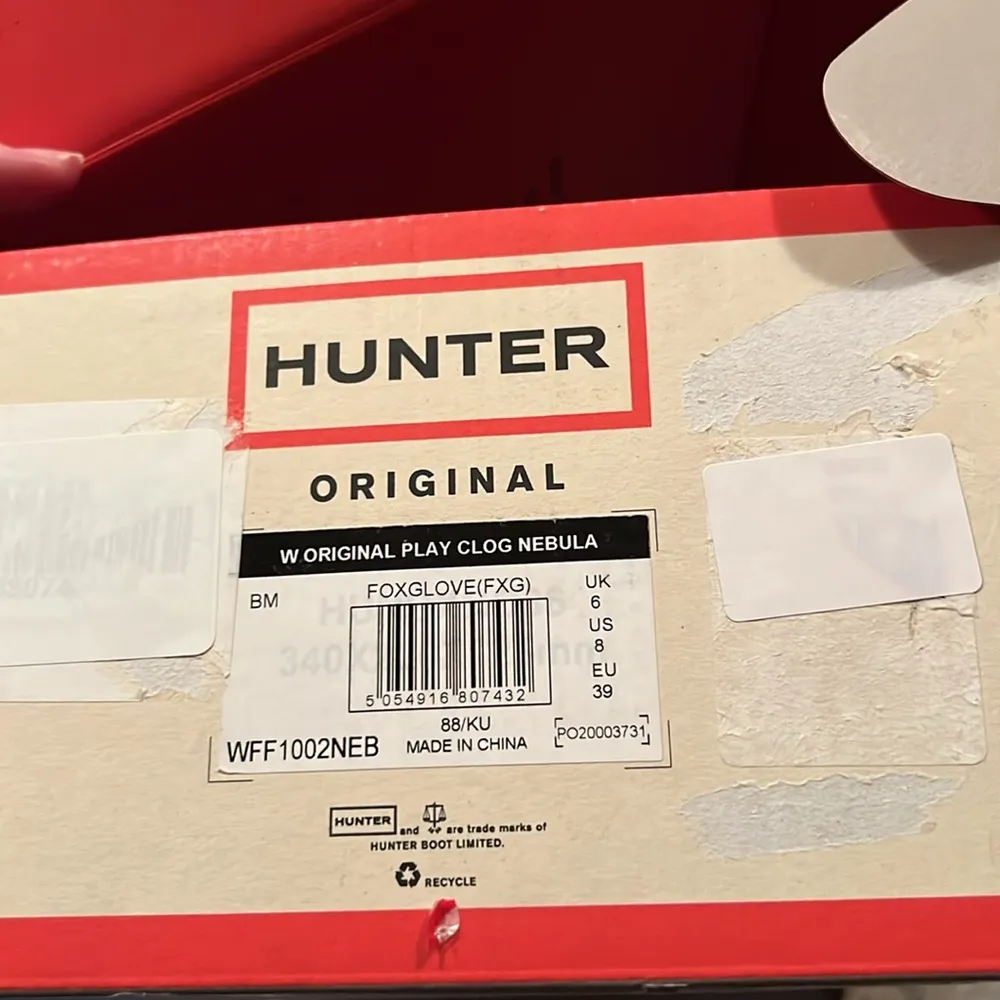 HUNTER
ORIGINAL
W ORIGINAL PLAY CLOG NEBULA
BM
FOXGLOVE(FXG)
UK
6
US
8
EU
39
5 054916 807432
88/KU
MADE IN CHINA
WFF1002NEB
PO20003731
HUNTER and are trade marks of
HUNTER BOOT LIMITED.
RECYCLE